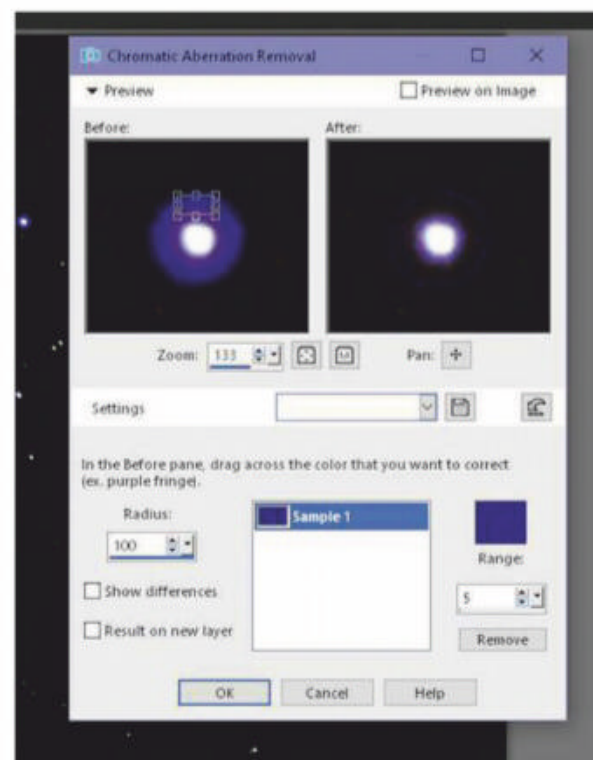 Chromatic Aberration Removal
Preview
Preview on Image
Before:
After:
Zoom: 133
Pan:
Settings
In the Before pane, drag across the color that you want to correct
(ex. purple fringe).
Radius:
100
Sample 1
Range:
5
Show differences
Result on new layer
Remove
OK
Cancel
Help